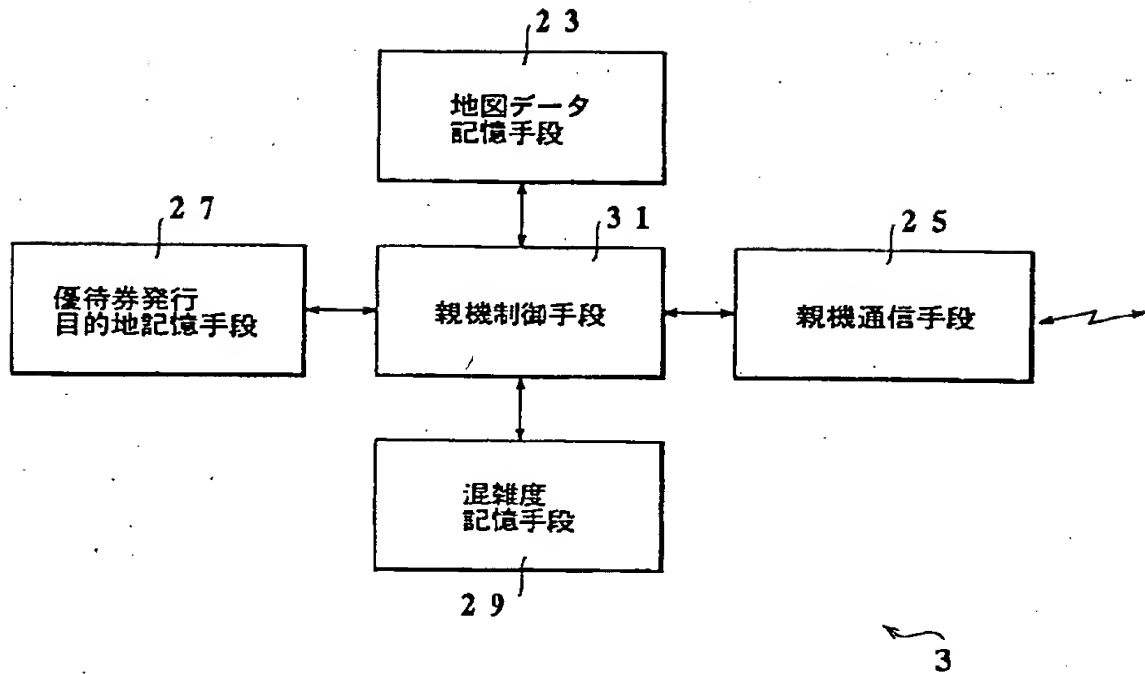 23
地図データ
記憶手段
27
31
25
優待券発行
目的地記憶手段
親機制御手段
親機通信手段
混雑度
記憶手段
29
3